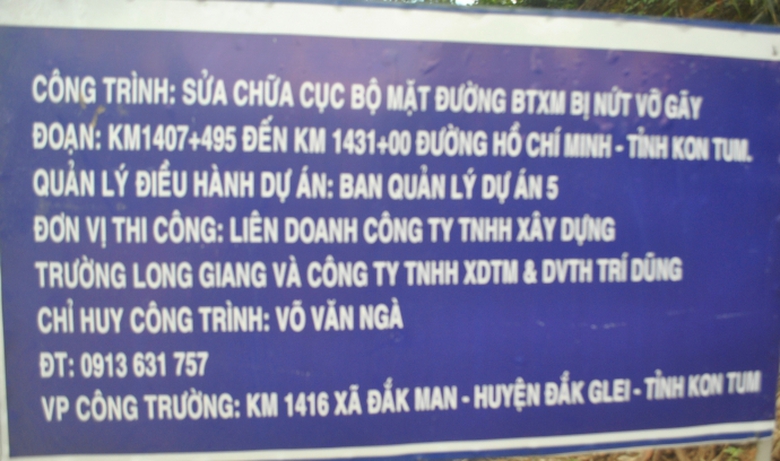 CÔNG TRÌNH: SỬA CHỮA CỤC BỘ MẶT ĐƯỜNG BTXM BỊ NỨT VỠ GÃY
ĐOẠN: KM1407+495 ĐẾN KM 1431+00 ĐƯỜNG HỒ CHÍ MINH - TỈNH KON TUM.
QUẢN LÝ ĐIỀU HÀNH DỰ ÁN: BAN QUẢN LÝ DỰ ÁN 5
ĐƠN VỊ THI CÔNG: LIÊN DOANH CÔNG TY TNHH XÂY DỰNG
TRƯỜNG LONG GIANG VÀ CÔNG TY TNHH XDTM & DVTH TRÍ DŨNG
CHỈ HUY CÔNG TRÌNH: VÕ VĂN NGÀ
ĐT: 0913 631 757
VP CÔNG TRƯỜNG: KM 1416 XÃ ĐẮK MAN - HUYỆN ĐẮK GLEI - TỈNH KON TUM